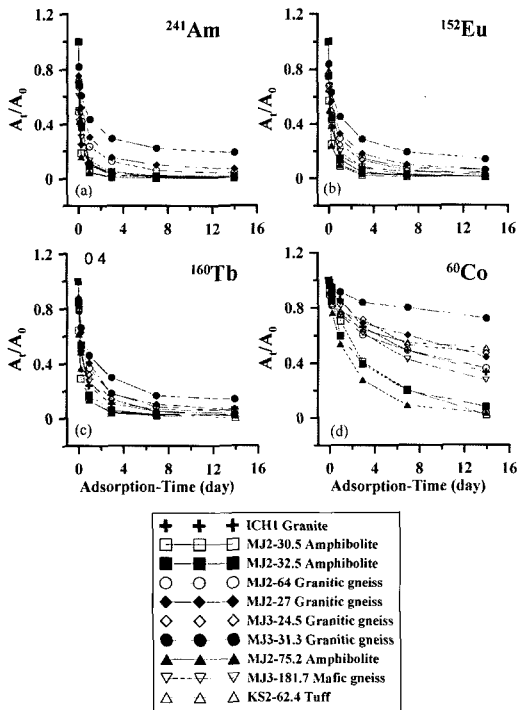 1.2
²⁴¹Am
0.8
A_t/A_0
0.4
(a)
0
0 4 8 12 16
1.2
¹⁵²Eu
0.8
A_t/A_0
0.4
(b)
0
0 4 8 12 16
1.2
0 4
¹⁶⁰Tb
0.8
A_t/A_0
0.4
(c)
0
0 4 8 12 16
Adsorption-Time (day)
1.2
⁶⁰Co
0.8
A_t/A_0
0.4
(d)
0
0 4 8 12 16
Adsorption-Time (day)
ICH1 Granite
MJ2-30.5 Amphibolite
MJ2-32.5 Amphibolite
MJ2-64 Granitic gneiss
MJ2-27 Granitic gneiss
MJ3-24.5 Granitic gneiss
MJ3-31.3 Granitic gneiss
MJ2-75.2 Amphibolite
MJ3-181.7 Mafic gneiss
KS2-62.4 Tuff